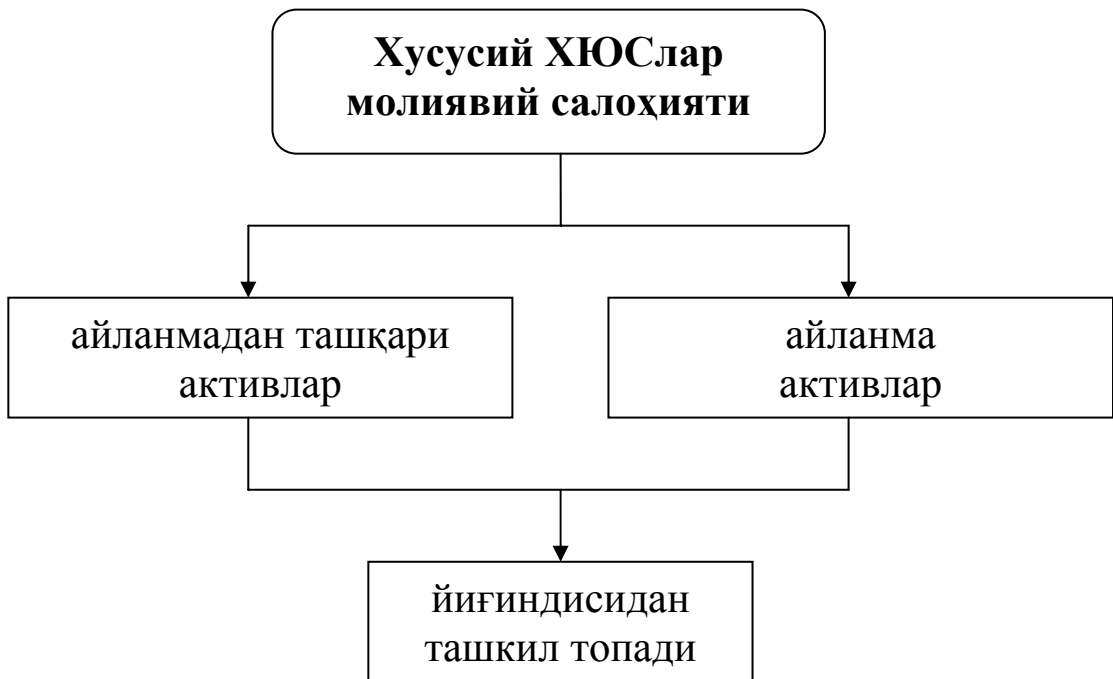 Хусусий ХЮСлар
молиявий салоҳияти
айланмадан ташқари
активлар
айланма
активлар
йиғиндисидан
ташкил топади